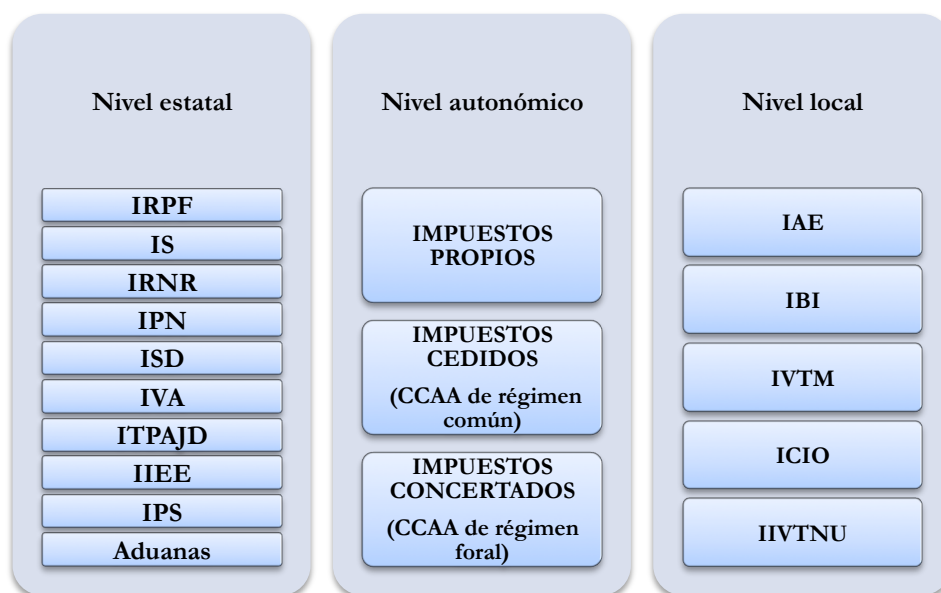 Nivel estatal
IRPF
IS
IRNR
IPN
ISD
IVA
ITPAJD
IIEE
IPS
Aduanas
Nivel autonómico
IMPUESTOS
PROPIOS
IMPUESTOS
CEDIDOS
(CCAA de régimen
común)
IMPUESTOS
CONCERTADOS
(CCAA de régimen
foral)
Nivel local
IAE
IBI
IVTM
ICIO
IIVTNU